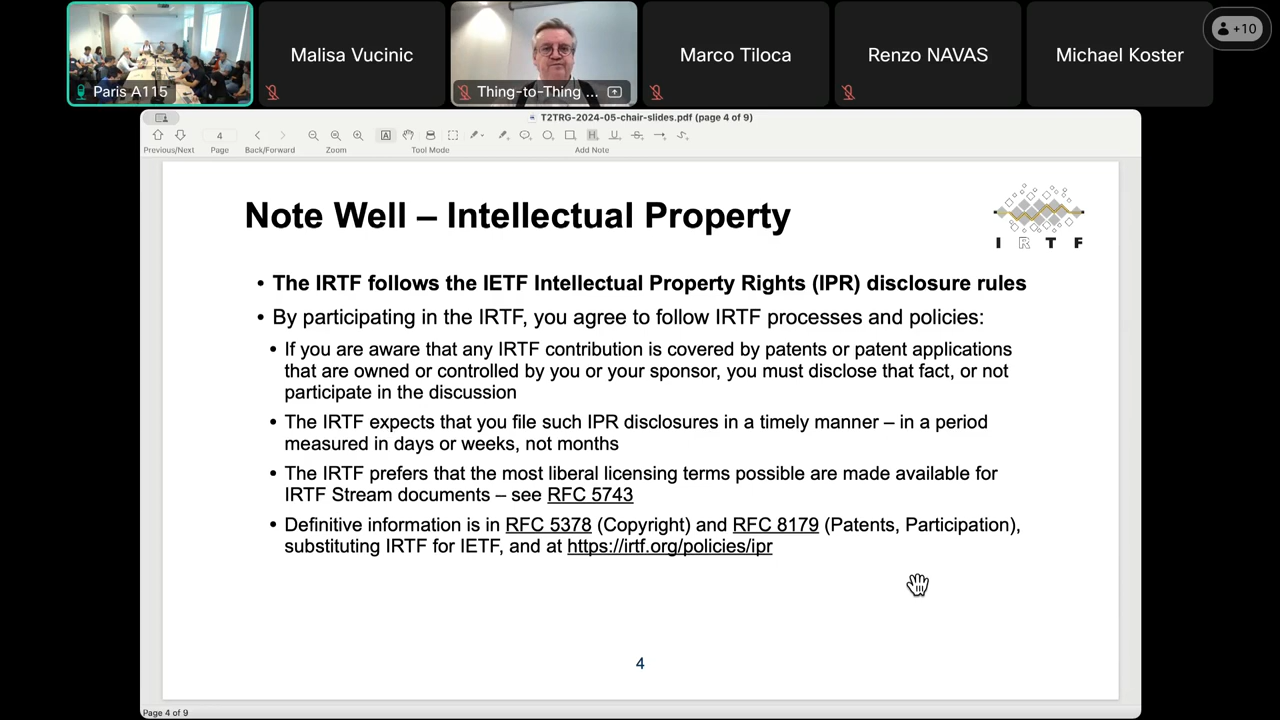 +10
Paris A115
Malisa Vucinic
Thing-to-Thing ...
Marco Tiloca
Renzo NAVAS
Michael Koster
T2TRG-2024-05-chair-slides.pdf (page 4 of 9)
4
A
H
U
S
Previous/Next
Page
Back/Forward
Zoom
Tool Mode
Add Note
Note Well – Intellectual Property
I R T F
• The IRTF follows the IETF Intellectual Property Rights (IPR) disclosure rules
• By participating in the IRTF, you agree to follow IRTF processes and policies:
• If you are aware that any IRTF contribution is covered by patents or patent applications
that are owned or controlled by you or your sponsor, you must disclose that fact, or not
participate in the discussion
• The IRTF expects that you file such IPR disclosures in a timely manner – in a period
measured in days or weeks, not months
• The IRTF prefers that the most liberal licensing terms possible are made available for
IRTF Stream documents – see RFC 5743
• Definitive information is in RFC 5378 (Copyright) and RFC 8179 (Patents, Participation),
substituting IRTF for IETF, and at https://irtf.org/policies/ipr
4
Page 4 of 9